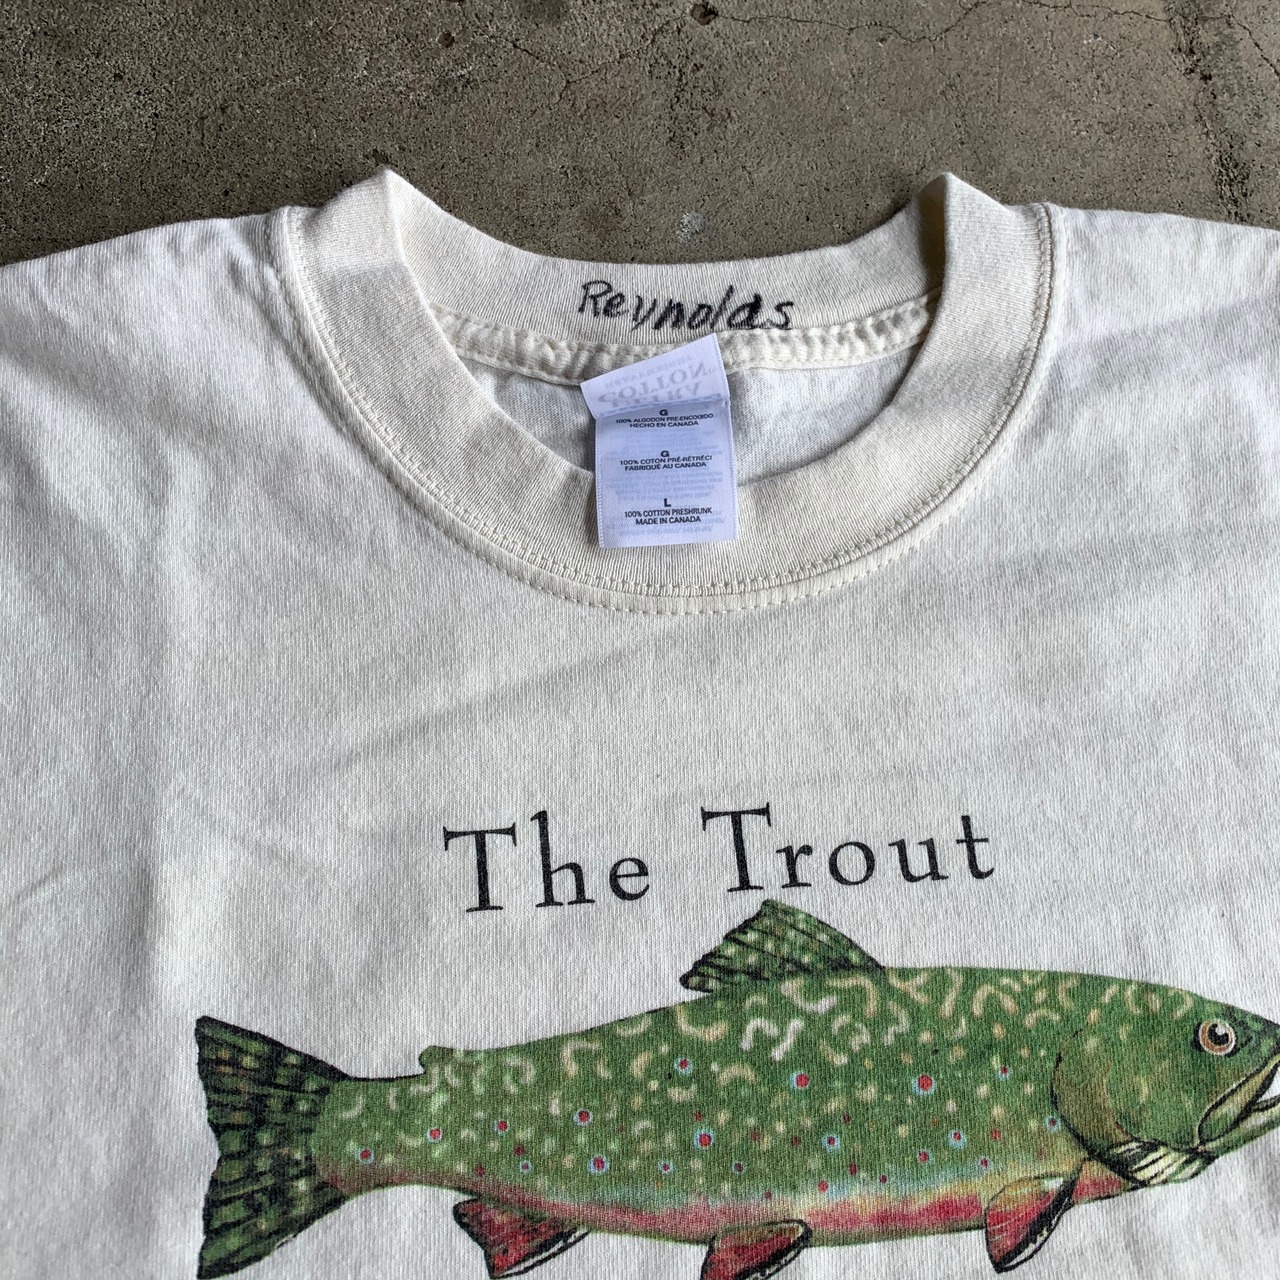 Reynolds
G
100% ALGODON PRE-ENCOGIDO
HECHO EN CANADA
G
100% COTON PRÉ-RÉTRÉCI
FABRIQUÉ AU CANADA
L
100% COTTON PRESHRUNK
MADE IN CANADA
The Trout